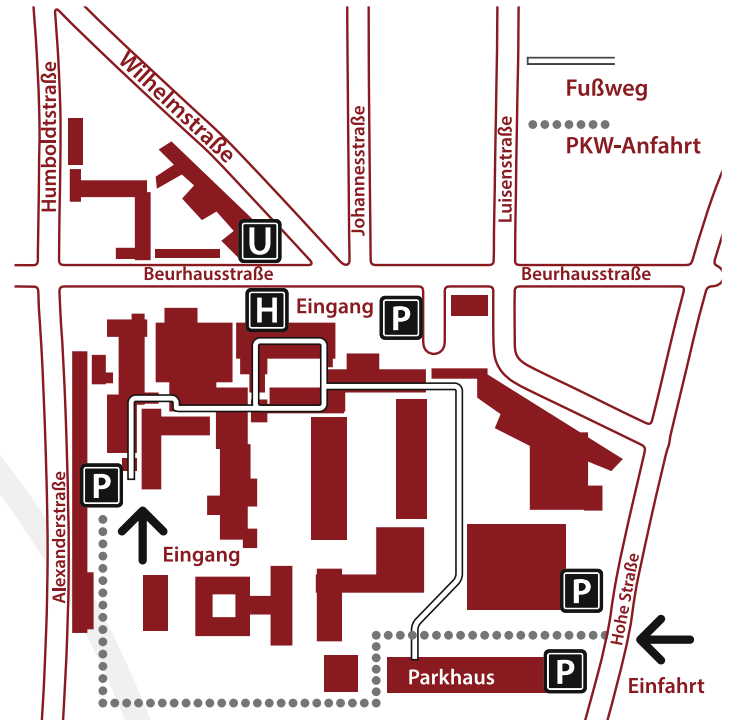 Wilhelmstraße
Humboldtstraße
Johannesstraße
Luisenstraße
Fußweg
PKW-Anfahrt
U
Beurhausstraße
Beurhausstraße
H
Eingang
P
Alexanderstraße
P
Eingang
Hohe Straße
P
Einfahrt
Parkhaus
P